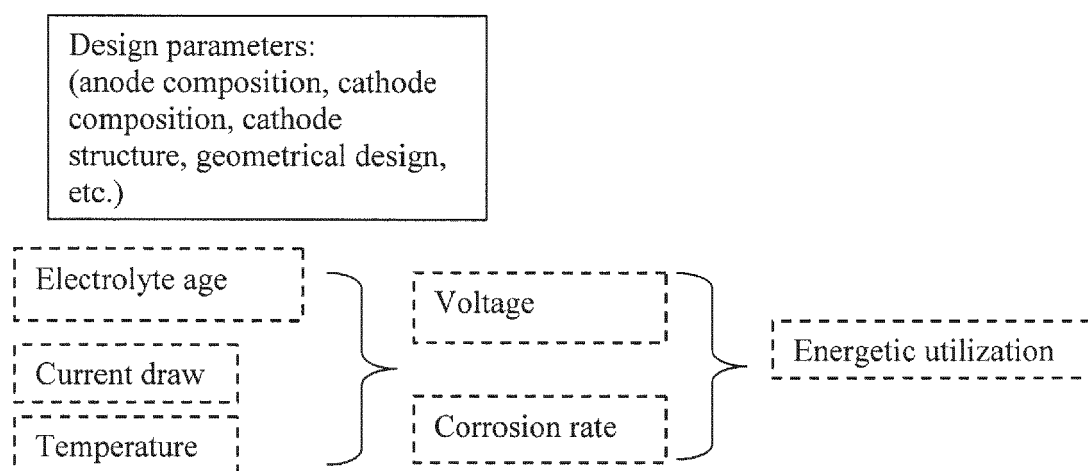 Design parameters:
(anode composition, cathode
composition, cathode
structure, geometrical design,
etc.)
Electrolyte age
Current draw
Temperature
Voltage
Corrosion rate
Energetic utilization